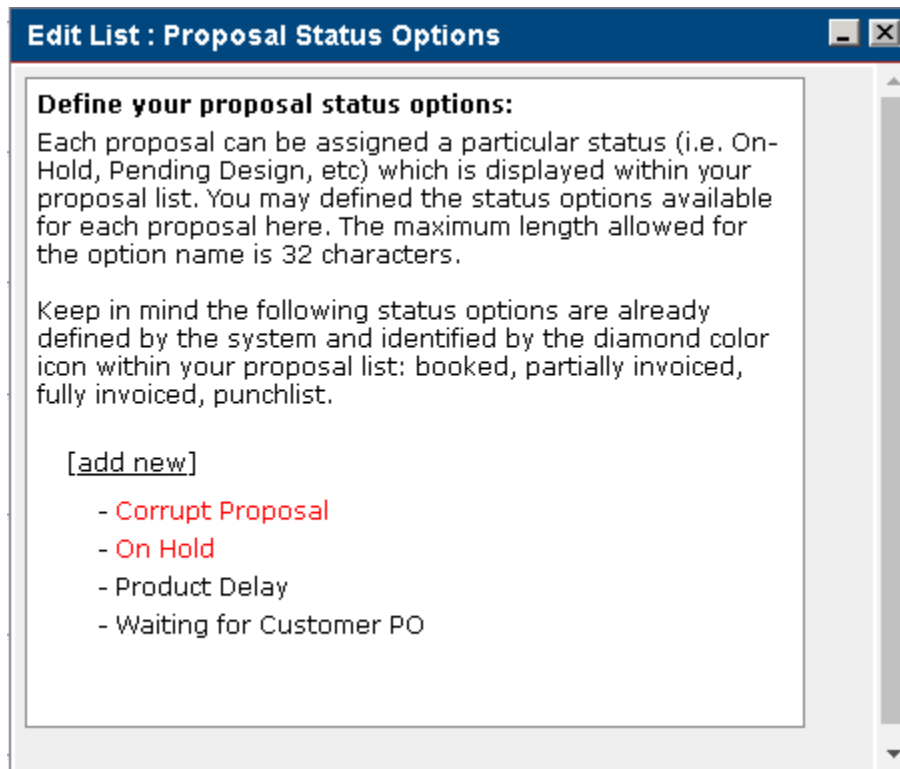 Edit List : Proposal Status Options
Define your proposal status options:
Each proposal can be assigned a particular status (i.e. On-
Hold, Pending Design, etc) which is displayed within your
proposal list. You may defined the status options available
for each proposal here. The maximum length allowed for
the option name is 32 characters.
Keep in mind the following status options are already
defined by the system and identified by the diamond color
icon within your proposal list: booked, partially invoiced,
fully invoiced, punchlist.
[add new]
- Corrupt Proposal
- On Hold
- Product Delay
- Waiting for Customer PO